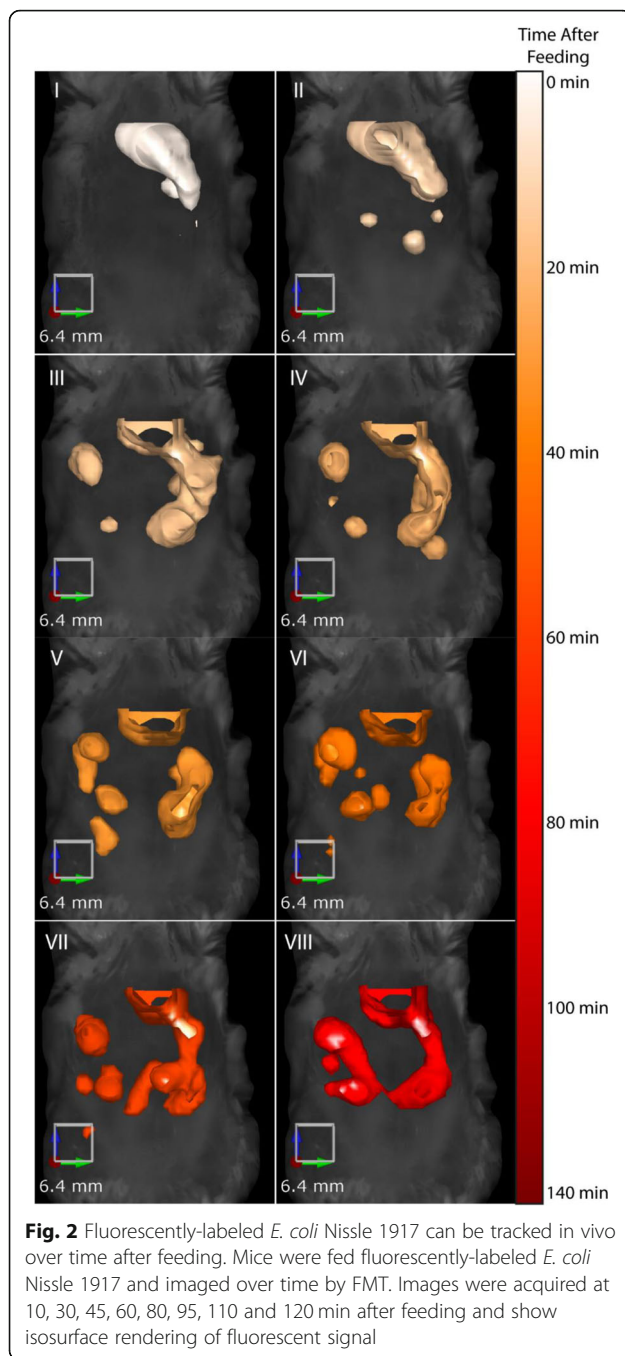 Time After
Feeding
0 min
20 min
40 min
60 min
80 min
100 min
140 min
I
6.4 mm
II
6.4 mm
III
6.4 mm
IV
6.4 mm
V
6.4 mm
VI
6.4 mm
VII
6.4 mm
VIII
6.4 mm
Fig. 2 Fluorescently-labeled E. coli Nissle 1917 can be tracked in vivo
over time after feeding. Mice were fed fluorescently-labeled E. coli
Nissle 1917 and imaged over time by FMT. Images were acquired at
10, 30, 45, 60, 80, 95, 110 and 120 min after feeding and show
isosurface rendering of fluorescent signal